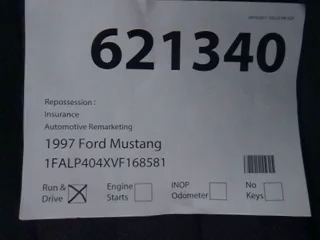 621340
Repossession :
Insurance
Automotive Remarketing
1997 Ford Mustang
1FALP404XVF168581
Run & Drive
Engine Starts
INOP Odometer
No Keys